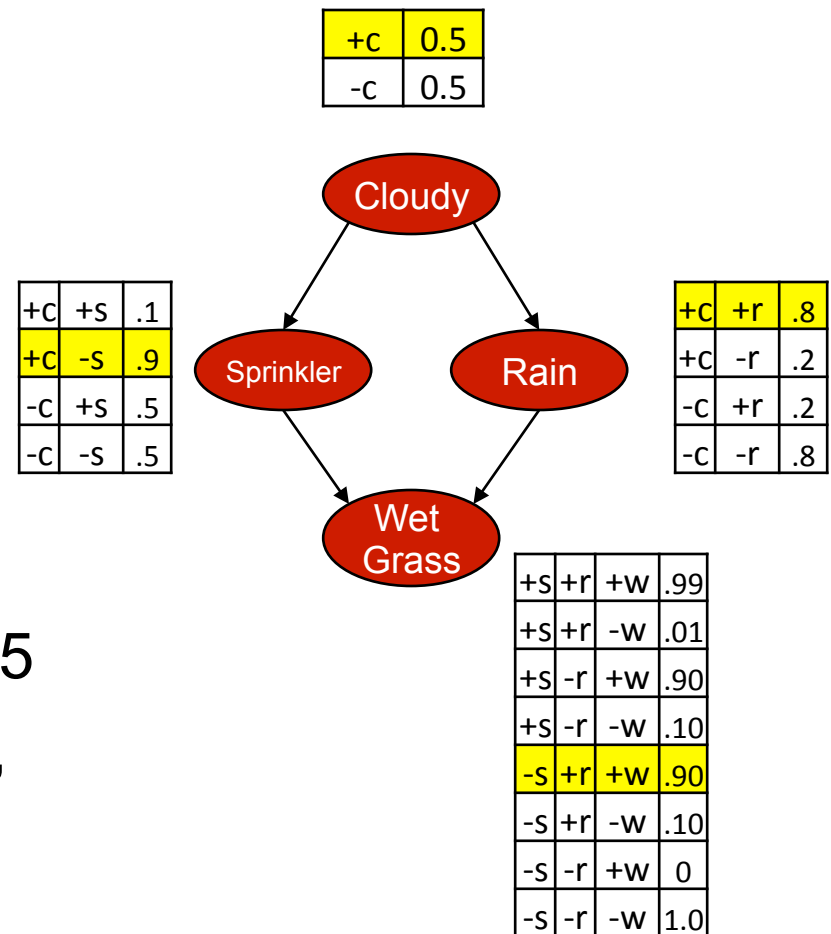 +c 0.5
-c 0.5
Cloudy
+c +s .1
+c -s .9
-c +s .5
-c -s .5
Sprinkler
Rain
+c +r .8
+c -r .2
-c +r .2
-c -r .8
Wet
Grass
+s +r +w .99
+s +r -w .01
+s -r +w .90
+s -r -w .10
-s +r +w .90
-s +r -w .10
-s -r +w 0
-s -r -w 1.0
5
,